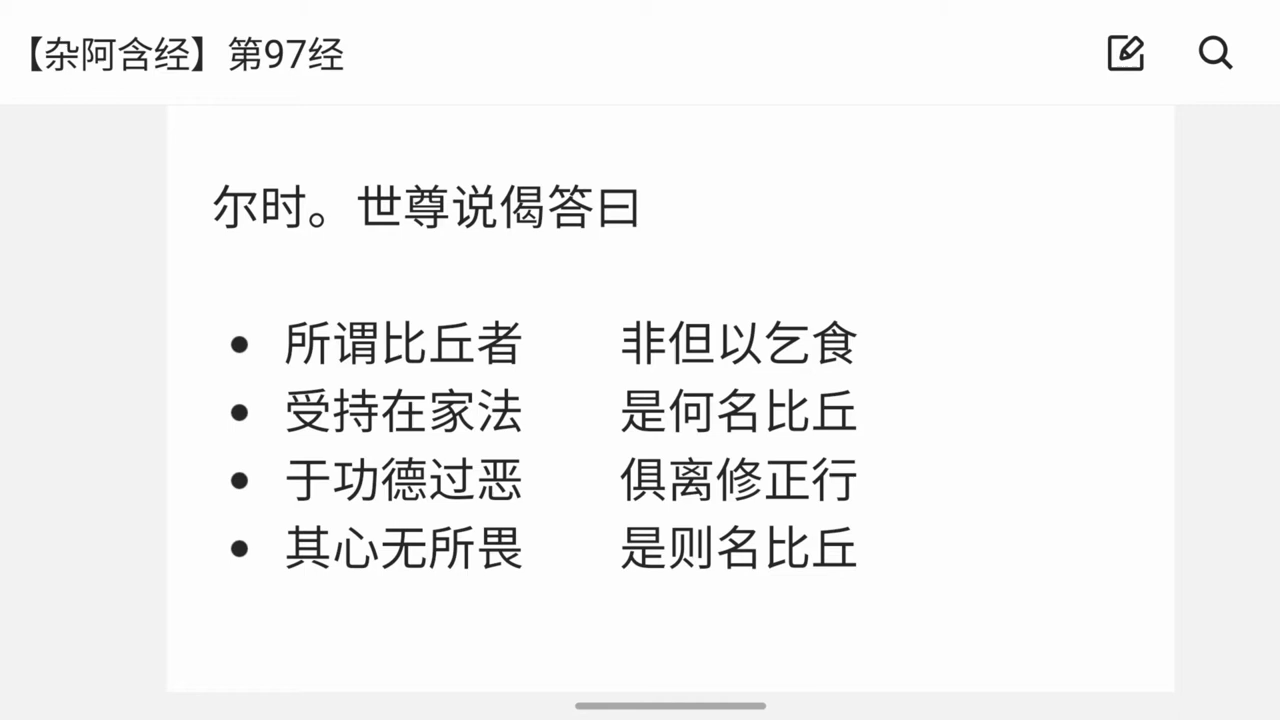 【杂阿含经】第97经
尔时。世尊说偈答曰
• 所谓比丘者　　非但以乞食
• 受持在家法　　是何名比丘
• 于功德过恶　　俱离修正行
• 其心无所畏　　是则名比丘